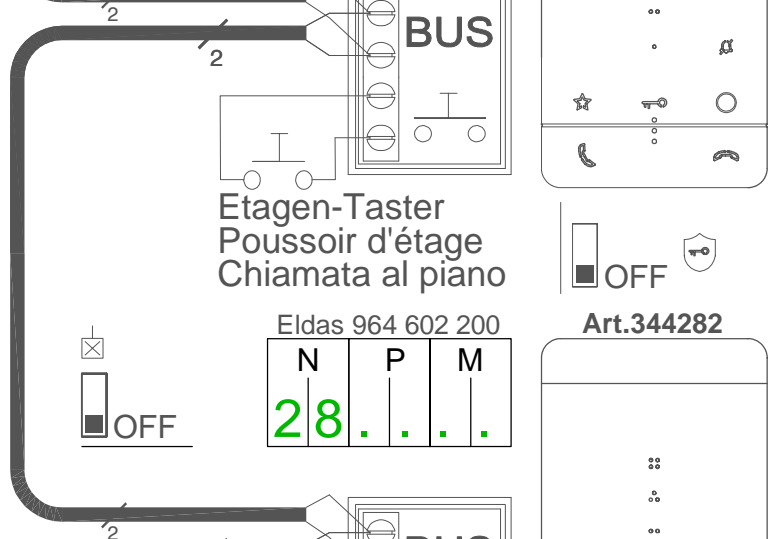 2
BUS
2
Etagen-Taster
Poussoir d'étage
Chiamata al piano
OFF
Eldas 964 602 200
Art.344282
N P M
28. . . .
OFF
2
BUS